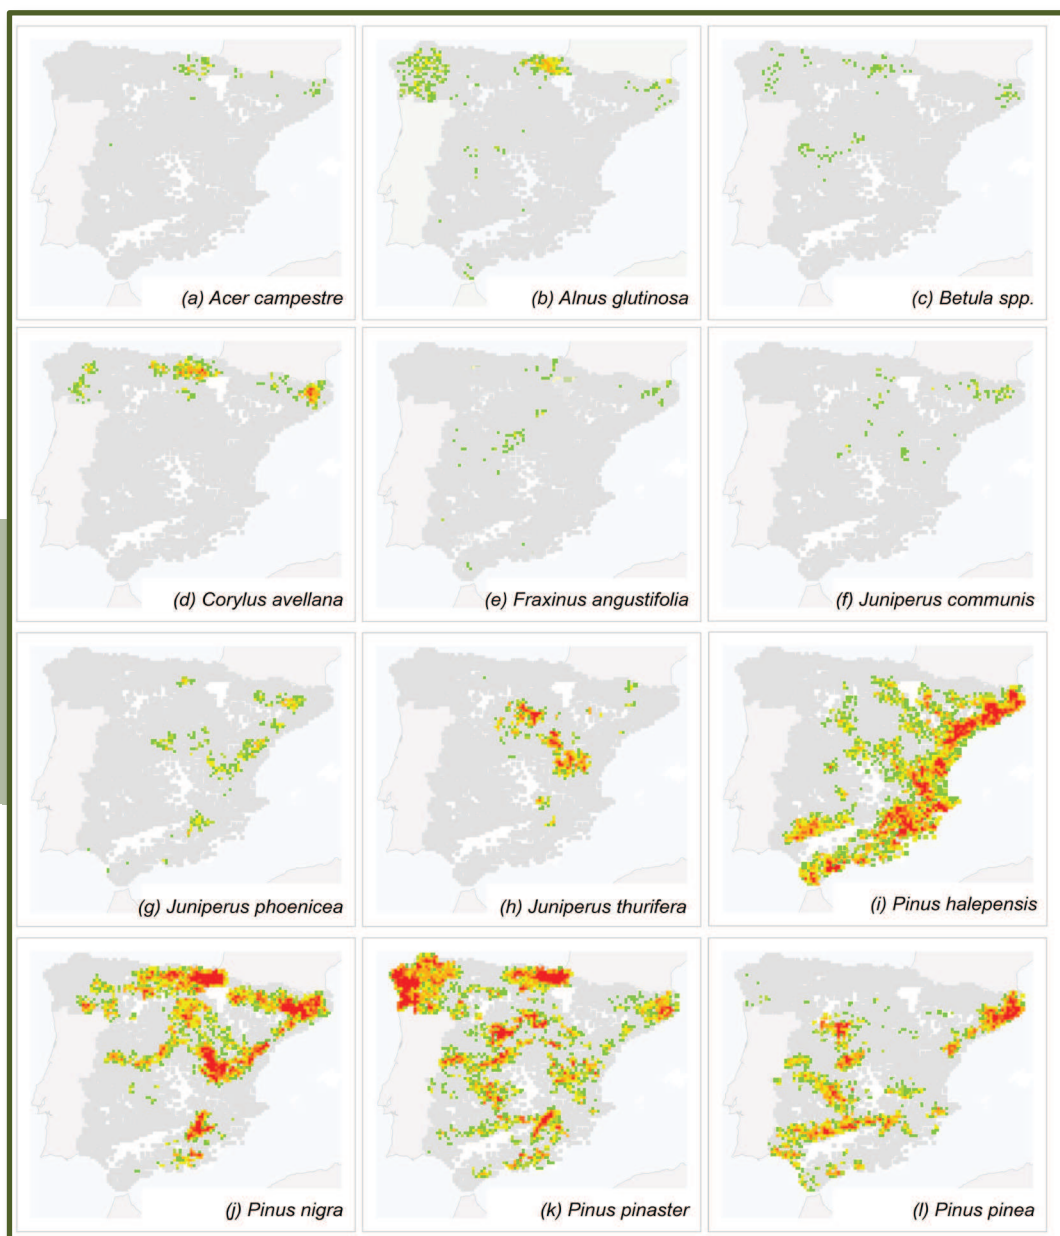 (a) Acer campestre
(b) Alnus glutinosa
(c) Betula spp.
(d) Corylus avellana
(e) Fraxinus angustifolia
(f) Juniperus communis
(g) Juniperus phoenicea
(h) Juniperus thurifera
(i) Pinus halepensis
(j) Pinus nigra
(k) Pinus pinaster
(l) Pinus pinea